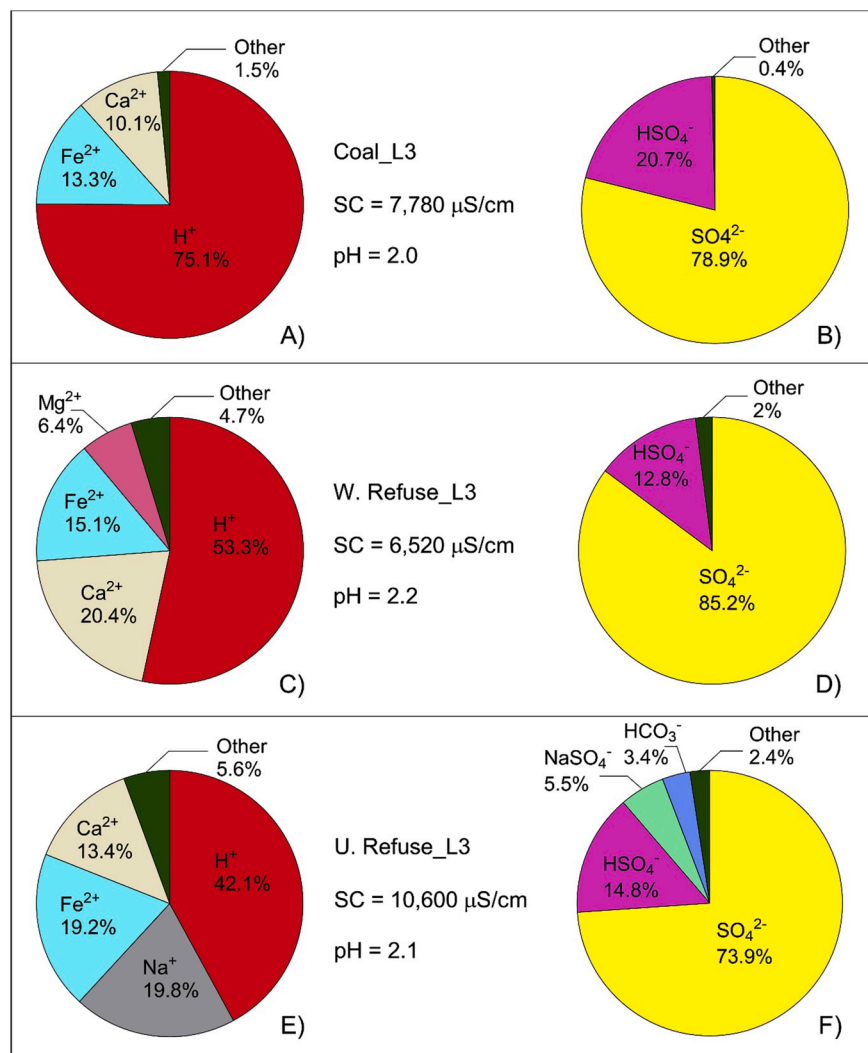 Other
1.5%
Ca²⁺
10.1%
Fe²⁺
13.3%
H⁺
75.1%
A)
Coal_L3
SC = 7,780 µS/cm
pH = 2.0
Other
0.4%
HSO₄⁻
20.7%
SO4²⁻
78.9%
B)
Mg²⁺
6.4%
Other
4.7%
Fe²⁺
15.1%
H⁺
53.3%
Ca²⁺
20.4%
C)
W. Refuse_L3
SC = 6,520 µS/cm
pH = 2.2
Other
2%
HSO₄⁻
12.8%
SO₄²⁻
85.2%
D)
Other
5.6%
Ca²⁺
13.4%
H⁺
42.1%
Fe²⁺
19.2%
Na⁺
19.8%
E)
U. Refuse_L3
SC = 10,600 µS/cm
pH = 2.1
HCO₃⁻
3.4%
Other
2.4%
NaSO₄⁻
5.5%
HSO₄⁻
14.8%
SO₄²⁻
73.9%
F)